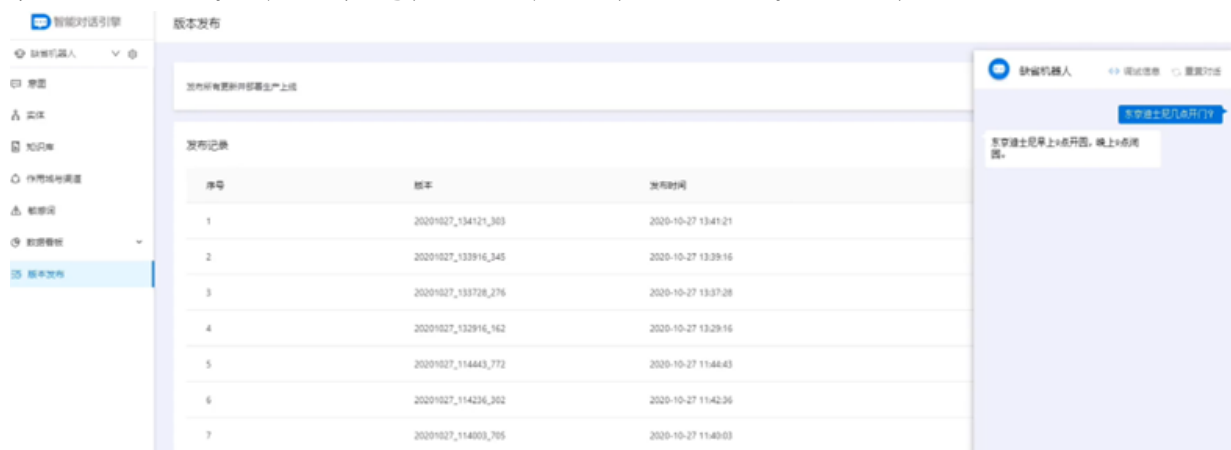 智能对话引擎
版本发布
缺省机器人
意图
实体
知识库
作用域与渠道
敏感词
数据看板
版本发布
发布所有更新并部署生产上线
发布记录
序号 版本 发布时间
1 20201027_134121_303 2020-10-27 13:41:21
2 20201027_133916_345 2020-10-27 13:39:16
3 20201027_133728_276 2020-10-27 13:37:28
4 20201027_132916_162 2020-10-27 13:29:16
5 20201027_114443_772 2020-10-27 11:44:43
6 20201027_114236_302 2020-10-27 11:42:36
7 20201027_114003_705 2020-10-27 11:40:03
缺省机器人 调试信息 重置对话
东京迪士尼几点开门?
东京迪士尼早上9点开园，晚上9点闭
园。